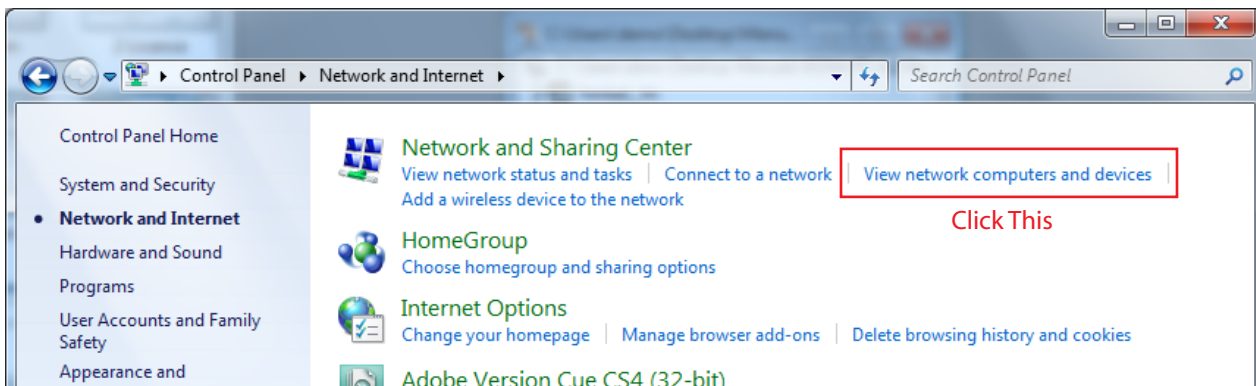 Control Panel ▸ Network and Internet ▸
Search Control Panel
Control Panel Home
System and Security
Network and Internet
Hardware and Sound
Programs
User Accounts and Family
Safety
Appearance and
Network and Sharing Center
View network status and tasks | Connect to a network | View network computers and devices
Add a wireless device to the network
Click This
HomeGroup
Choose homegroup and sharing options
Internet Options
Change your homepage | Manage browser add-ons | Delete browsing history and cookies
Adobe Version Cue CS4 (32-bit)